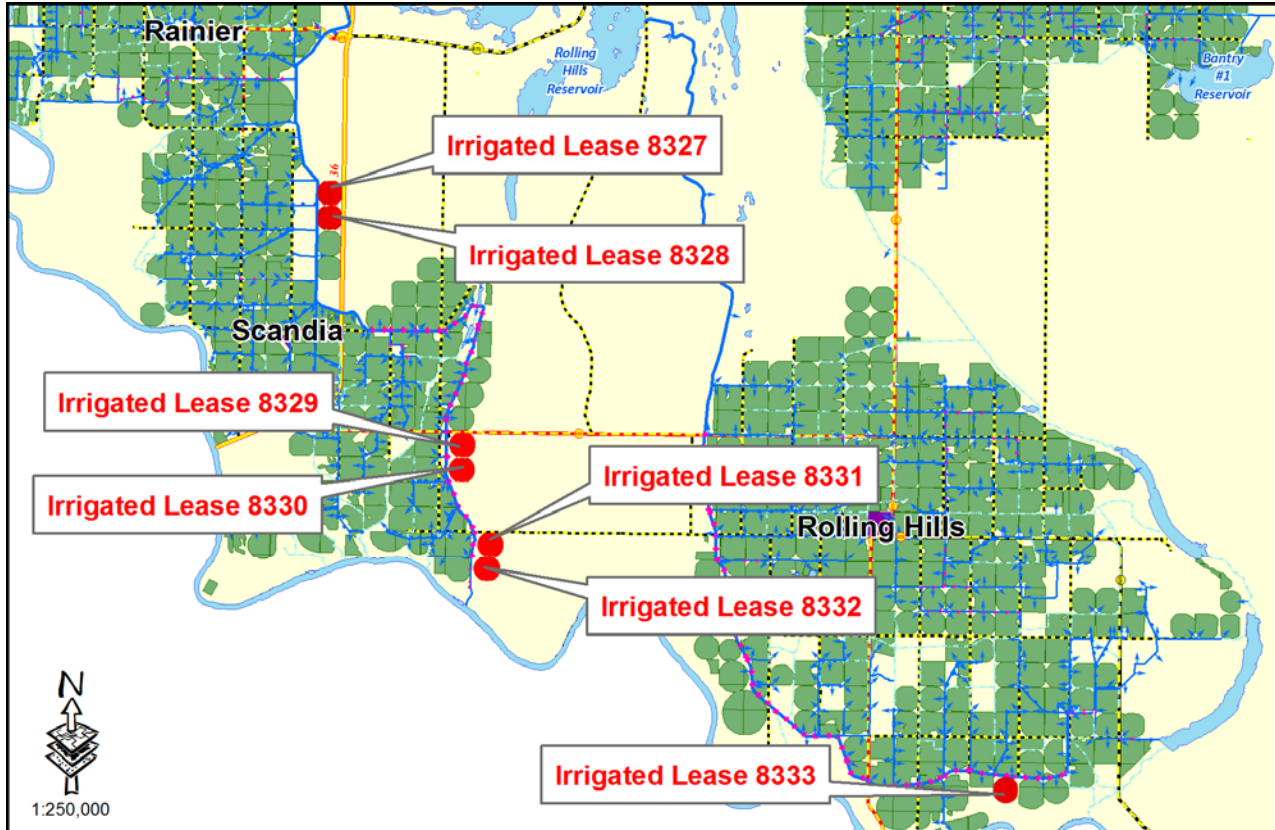 Rainier
Rolling
Hills
Reservoir
Bantry
#1
Reservoir
Irrigated Lease 8327
36
Irrigated Lease 8328
Scandia
Irrigated Lease 8329
Irrigated Lease 8330
Irrigated Lease 8331
Rolling Hills
Irrigated Lease 8332
Irrigated Lease 8333
N
1:250,000